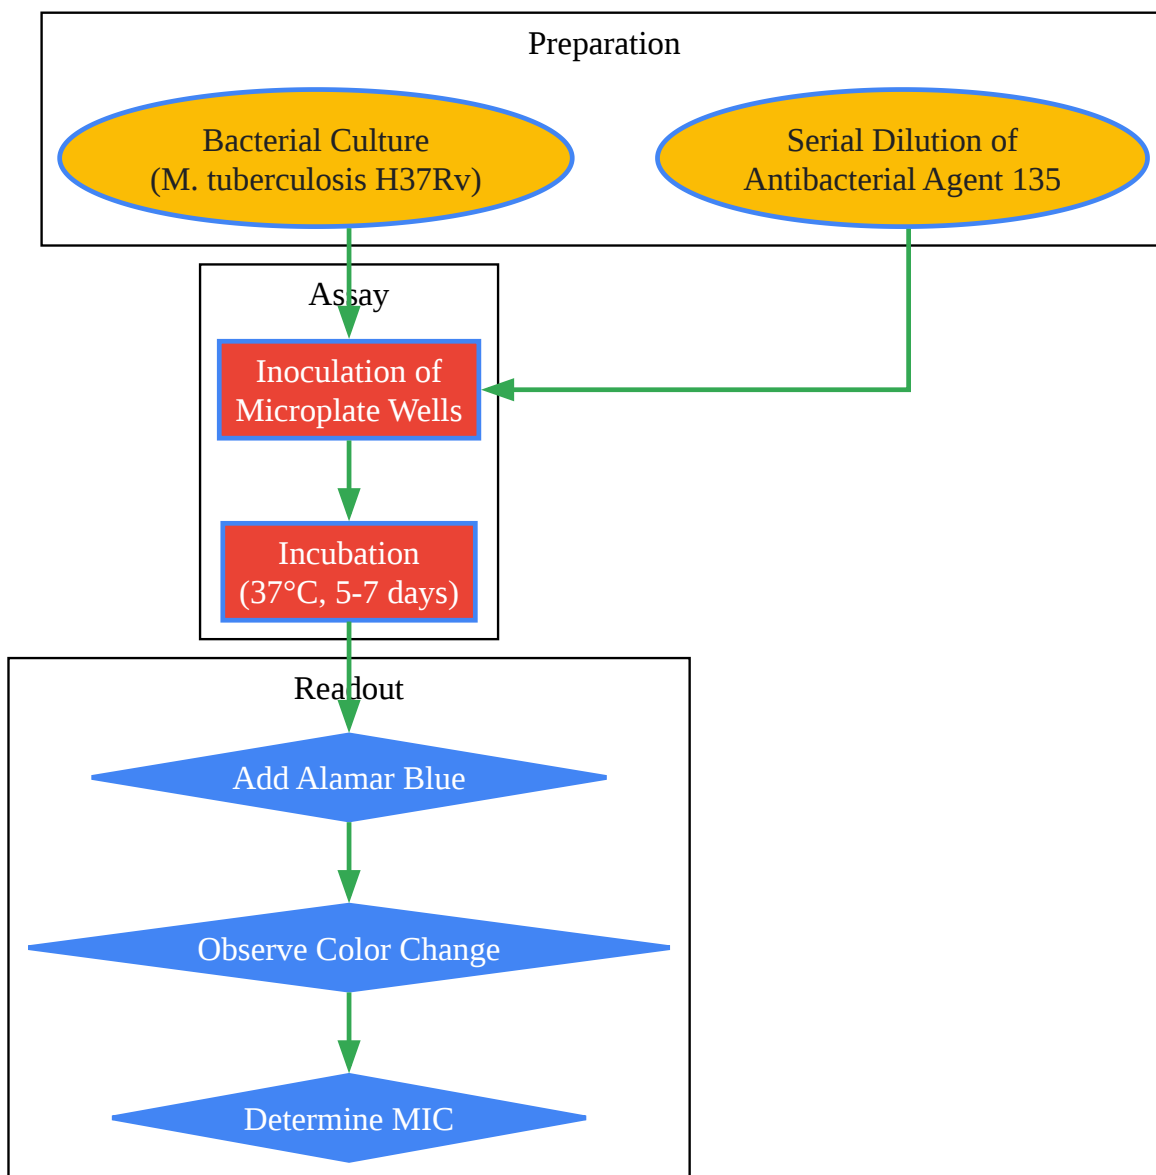 Preparation
Bacterial Culture
(M. tuberculosis H37Rv)
Serial Dilution of
Antibacterial Agent 135
Assay
Inoculation of
Microplate Wells
Incubation
(37°C, 5-7 days)
Readout
Add Alamar Blue
Observe Color Change
Determine MIC